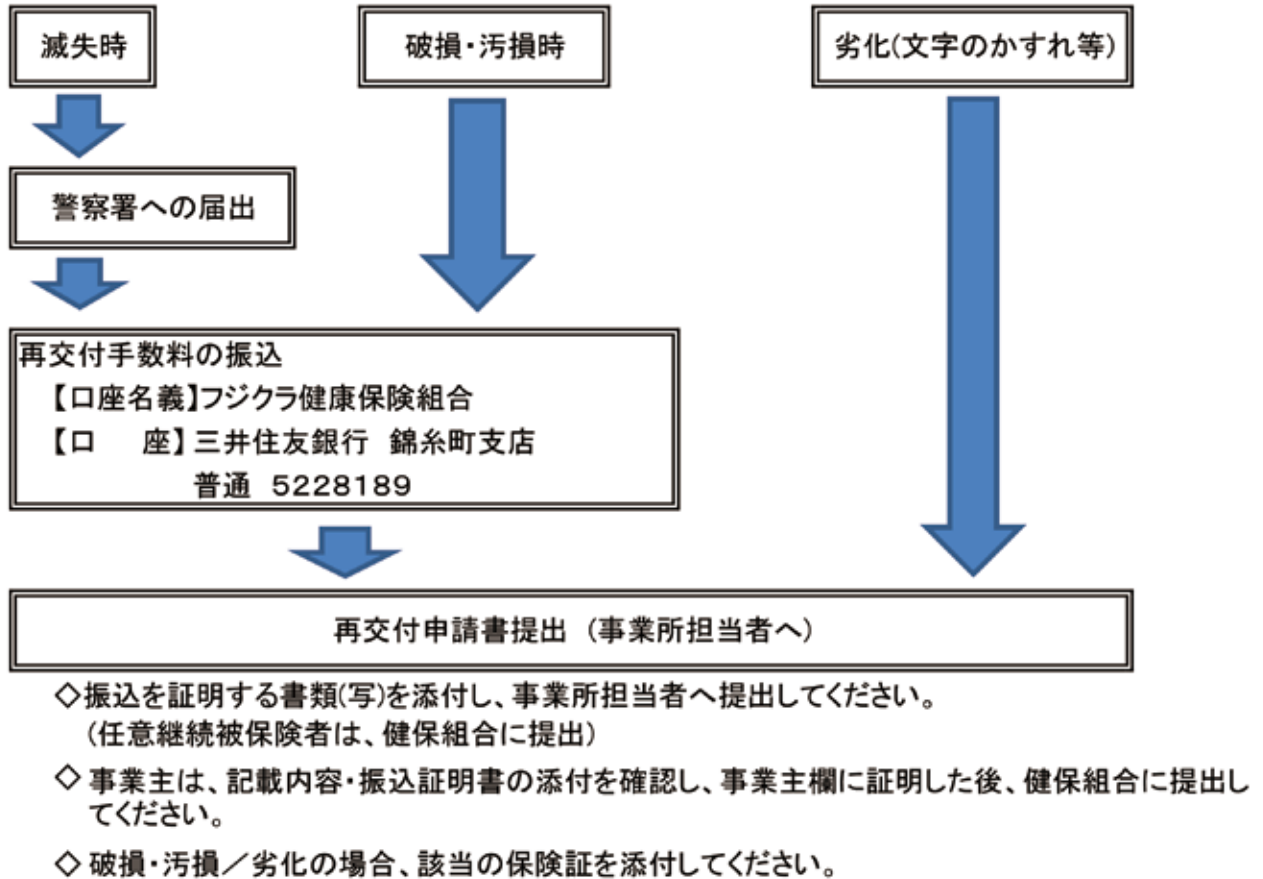 滅失時
破損・汚損時
劣化(文字のかすれ等)
警察署への届出
再交付手数料の振込
【口座名義】フジクラ健康保険組合
【口　　座】三井住友銀行　錦糸町支店
普通　5228189
再交付申請書提出　（事業所担当者へ）
◇振込を証明する書類(写)を添付し、事業所担当者へ提出してください。
(任意継続被保険者は、健保組合に提出)
◇ 事業主は、記載内容・振込証明書の添付を確認し、事業主欄に証明した後、健保組合に提出し
てください。
◇ 破損・汚損／劣化の場合、該当の保険証を添付してください。